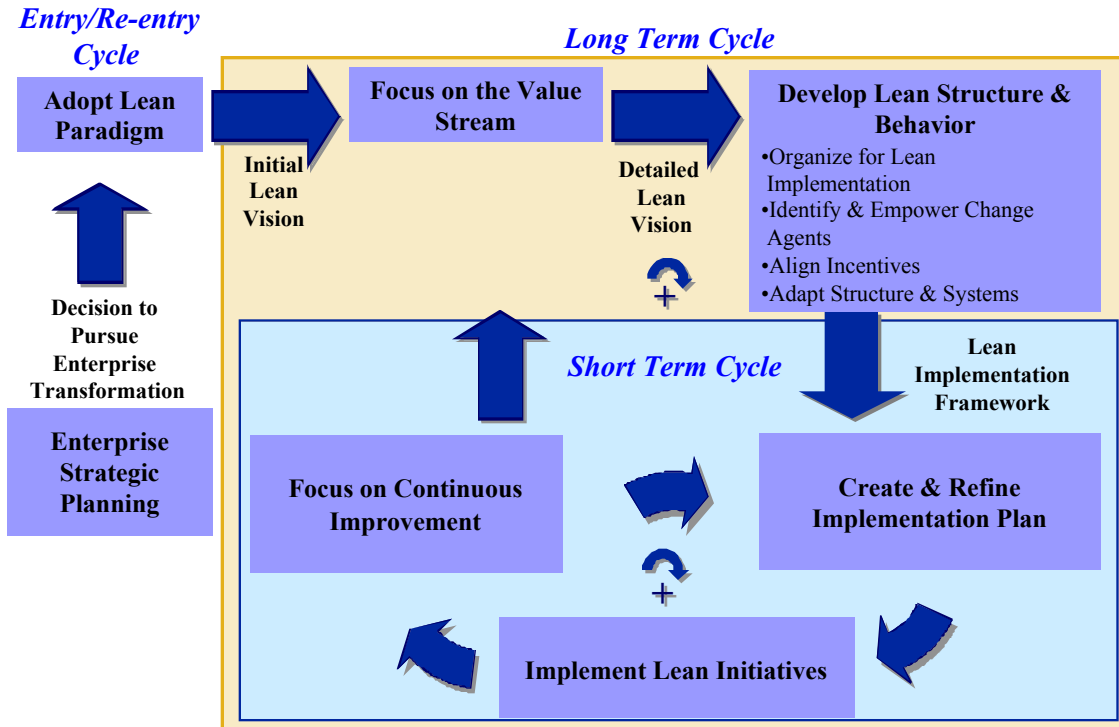 Entry/Re-entry
Cycle
Adopt Lean
Paradigm
Decision to
Pursue
Enterprise
Transformation
Enterprise
Strategic
Planning
Long Term Cycle
Initial
Lean
Vision
Focus on the Value
Stream
Detailed
Lean
Vision
+
Develop Lean Structure &
Behavior
•Organize for Lean
Implementation
•Identify & Empower Change
Agents
•Align Incentives
•Adapt Structure & Systems
Short Term Cycle
Lean
Implementation
Framework
Focus on Continuous
Improvement
Create & Refine
Implementation Plan
+
Implement Lean Initiatives